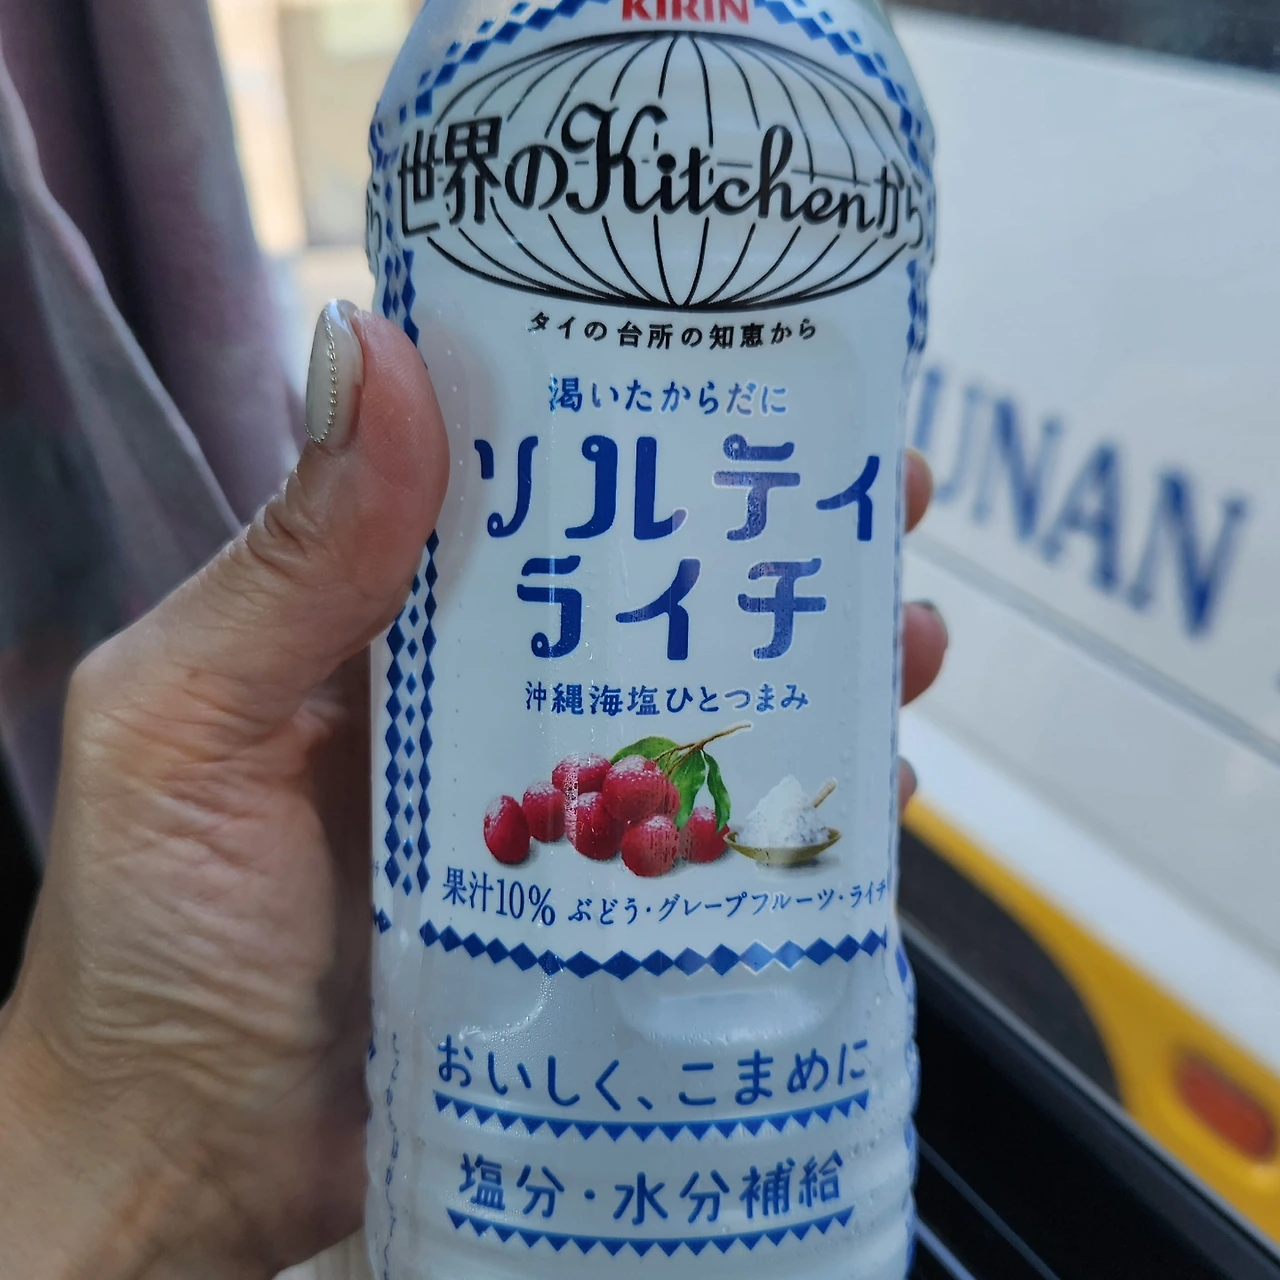 KIRIN
世界のKitchenから
タイの台所の知恵から
渇いたからだに
ソルティ
ライチ
沖縄海塩ひとつまみ
果汁10% ぶどう・グレープフルーツ・ライチ
おいしく、こまめに
塩分・水分補給
UNAN